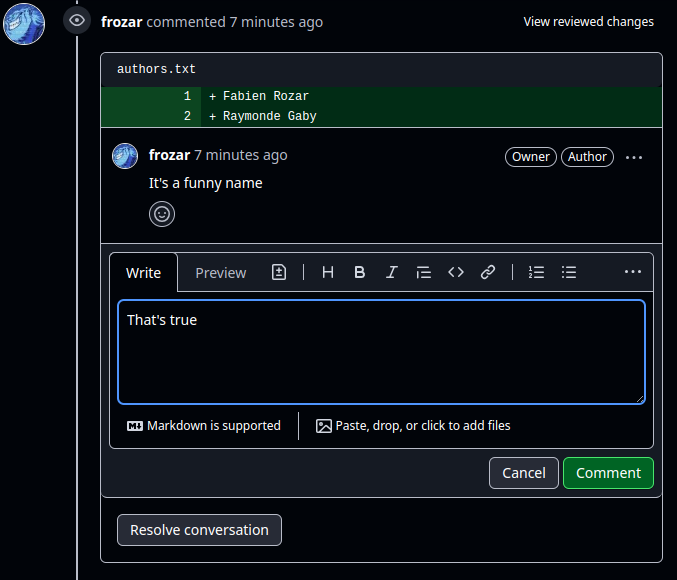 frozar commented 7 minutes ago
View reviewed changes
authors.txt
1 + Fabien Rozar
2 + Raymonde Gaby
frozar 7 minutes ago
Owner Author
It's a funny name
Write Preview H B I
That's true
Markdown is supported
Paste, drop, or click to add files
Cancel Comment
Resolve conversation